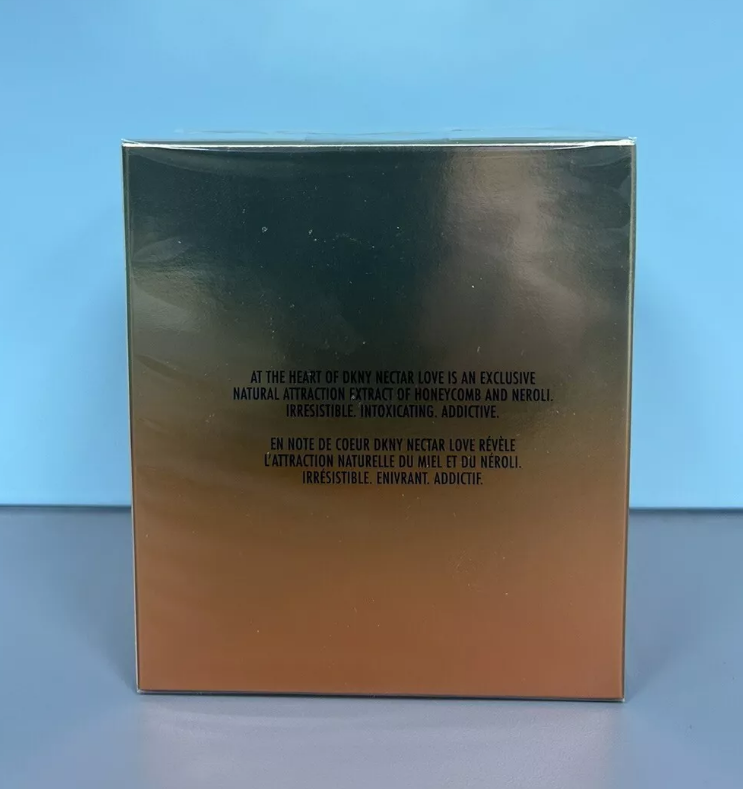 AT THE HEART OF DKNY NECTAR LOVE IS AN EXCLUSIVE
NATURAL ATTRACTION EXTRACT OF HONEYCOMB AND NEROLI.
IRRESISTIBLE. INTOXICATING. ADDICTIVE.
EN NOTE DE COEUR DKNY NECTAR LOVE RÉVÈLE
L'ATTRACTION NATURELLE DU MIEL ET DU NÉROLI.
IRRÉSISTIBLE. ENIVRANT. ADDICTIF.